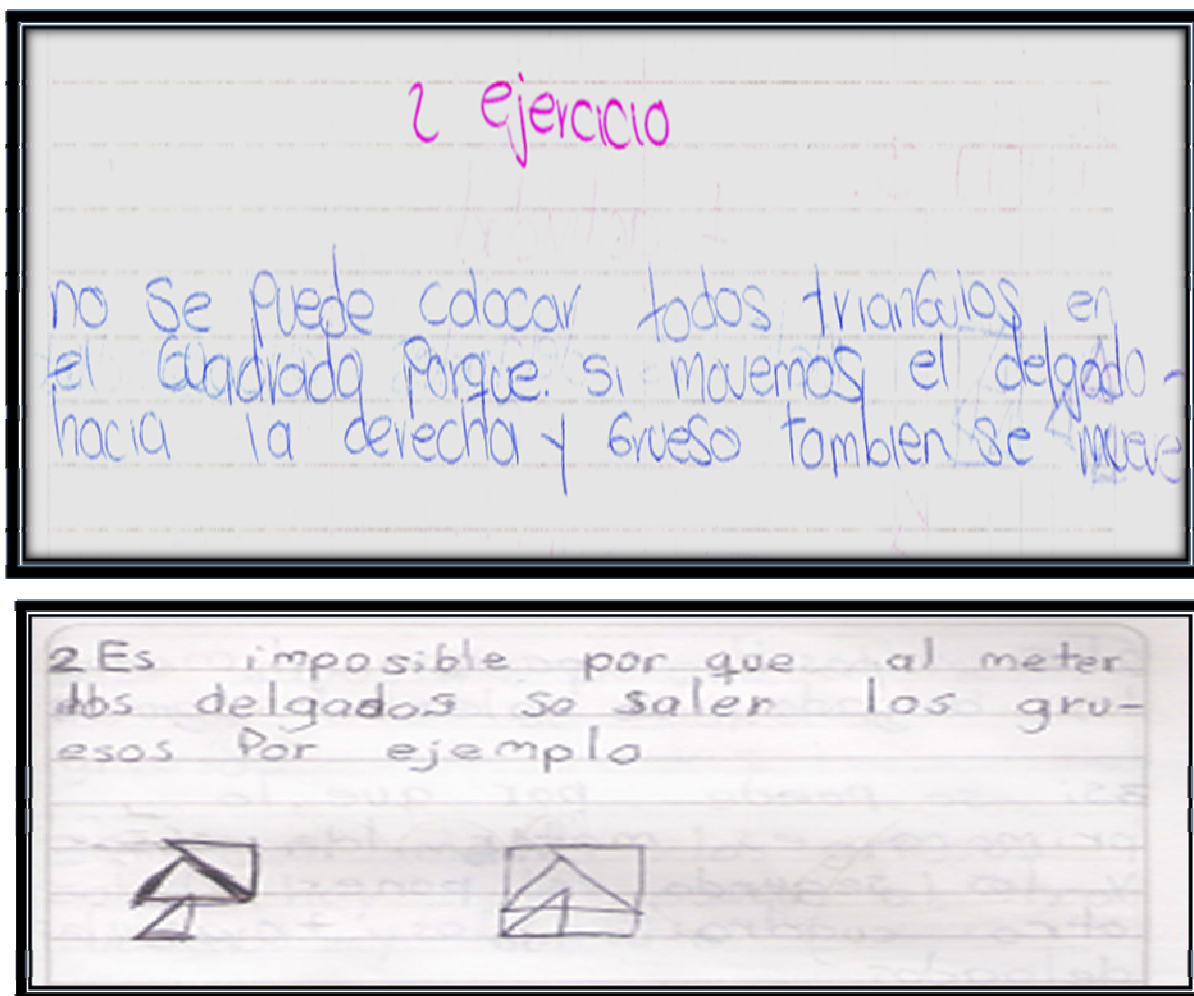 2 ejercicio
no se puede colocar todos triangulos en
el cuadrado porque. si movemos el delgado -
hacia la derecha y grueso tambien se mueve
2 Es imposible por que al meter
los delgados se salen los gru-
esos Por ejemplo